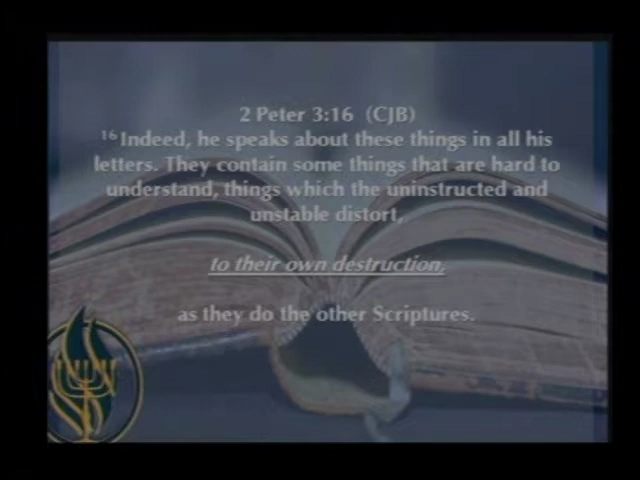 2 Peter 3:16 (CJB)
16 Indeed, he speaks about these things in all his
letters. They contain some things that are hard to
understand, things which the uninstructed and
unstable distort,
to their own destruction,
as they do the other Scriptures.